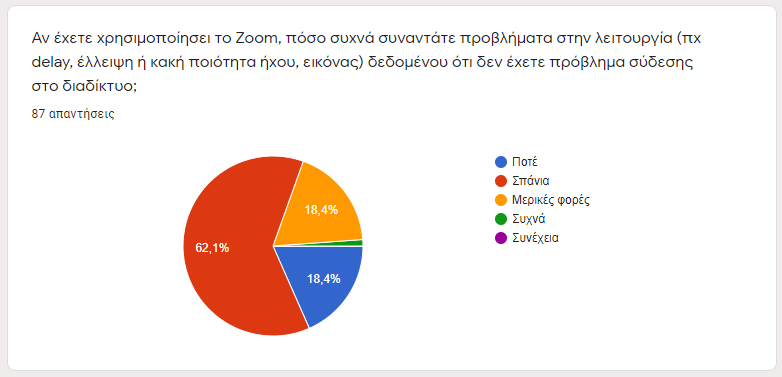 Αν έχετε χρησιμοποίησει το Zoom, πόσο συχνά συναντάτε προβλήματα στην λειτουργία (πχ
delay, έλλειψη ή κακή ποιότητα ήχου, εικόνας) δεδομένου ότι δεν έχετε πρόβλημα σύδεσης
στο διαδίκτυο;
87 απαντήσεις
Ποτέ
Σπάνια
Μερικές φορές
Συχνά
Συνέχεια
18,4%
62,1%
18,4%